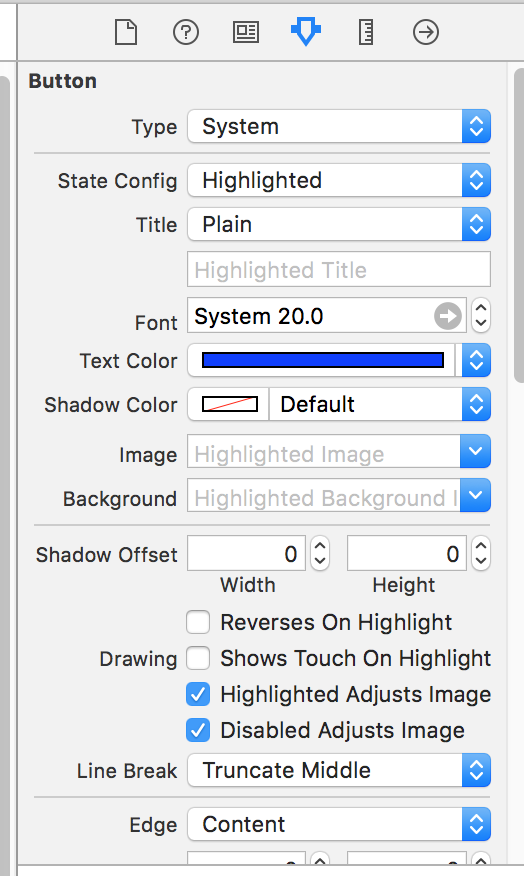 Button
Type System
State Config Highlighted
Title Plain
Highlighted Title
Font System 20.0
Text Color
Shadow Color Default
Image Highlighted Image
Background Highlighted Background I
Shadow Offset 0 0
Width Height
Reverses On Highlight
Drawing Shows Touch On Highlight
Highlighted Adjusts Image
Disabled Adjusts Image
Line Break Truncate Middle
Edge Content